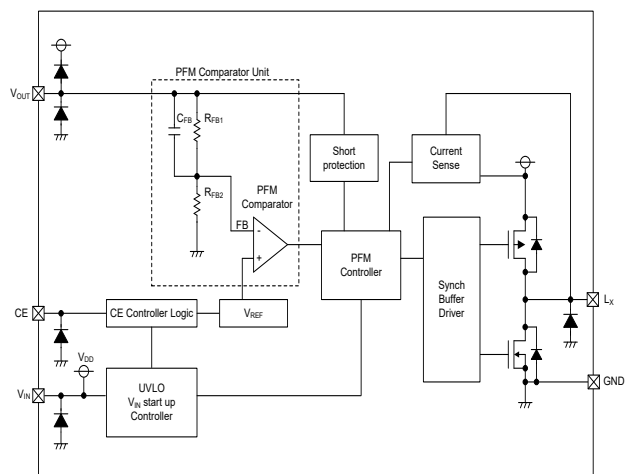 PFM Comparator Unit
VOUT
CFB
RFB1
Short
protection
Current
Sense
RFB2
PFM
Comparator
FB
-
+
PFM
Controller
Synch
Buffer
Driver
CE
CE Controller Logic
VREF
LX
VDD
VIN
UVLO
VIN start up
Controller
GND